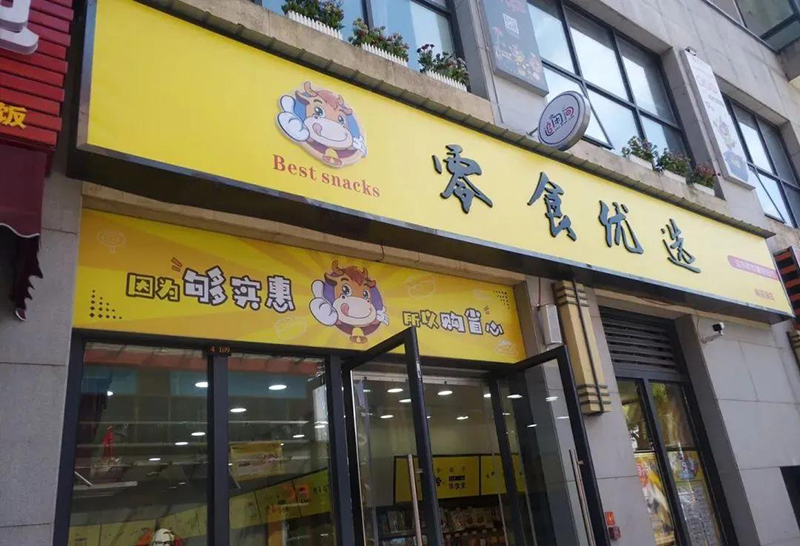 饭
Best snacks
零食优选
因为够实惠
所以购省心